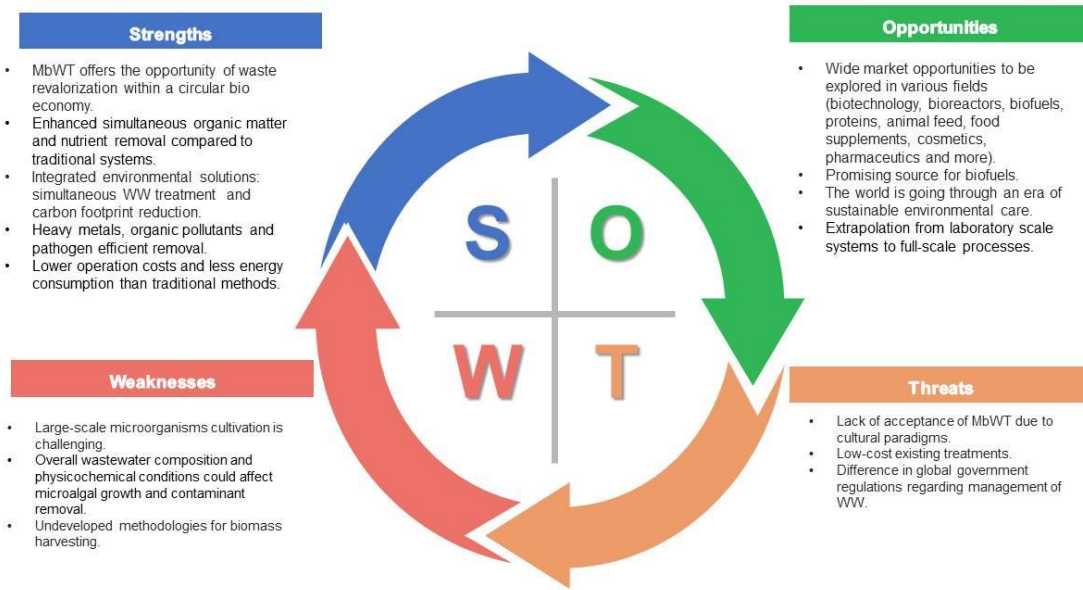 Strengths
• MbWT offers the opportunity of waste
revalorization within a circular bio
economy.
• Enhanced simultaneous organic matter
and nutrient removal compared to
traditional systems.
• Integrated environmental solutions:
simultaneous WW treatment and
carbon footprint reduction.
• Heavy metals, organic pollutants and
pathogen efficient removal.
• Lower operation costs and less energy
consumption than traditional methods.
Opportunities
• Wide market opportunities to be
explored in various fields
(biotechnology, bioreactors, biofuels,
proteins, animal feed, food
supplements, cosmetics,
pharmaceutics and more).
• Promising source for biofuels.
• The world is going through an era of
sustainable environmental care.
• Extrapolation from laboratory scale
systems to full-scale processes.
S O
W T
Weaknesses
• Large-scale microorganisms cultivation is
challenging.
• Overall wastewater composition and
physicochemical conditions could affect
microalgal growth and contaminant
removal.
• Undeveloped methodologies for biomass
harvesting.
Threats
• Lack of acceptance of MbWT due to
cultural paradigms.
• Low-cost existing treatments.
• Difference in global government
regulations regarding management of
WW.